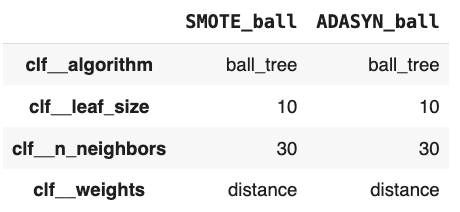 SMOTE_ball ADASYN_ball
clf__algorithm ball_tree ball_tree
clf__leaf_size 10 10
clf__n_neighbors 30 30
clf__weights distance distance